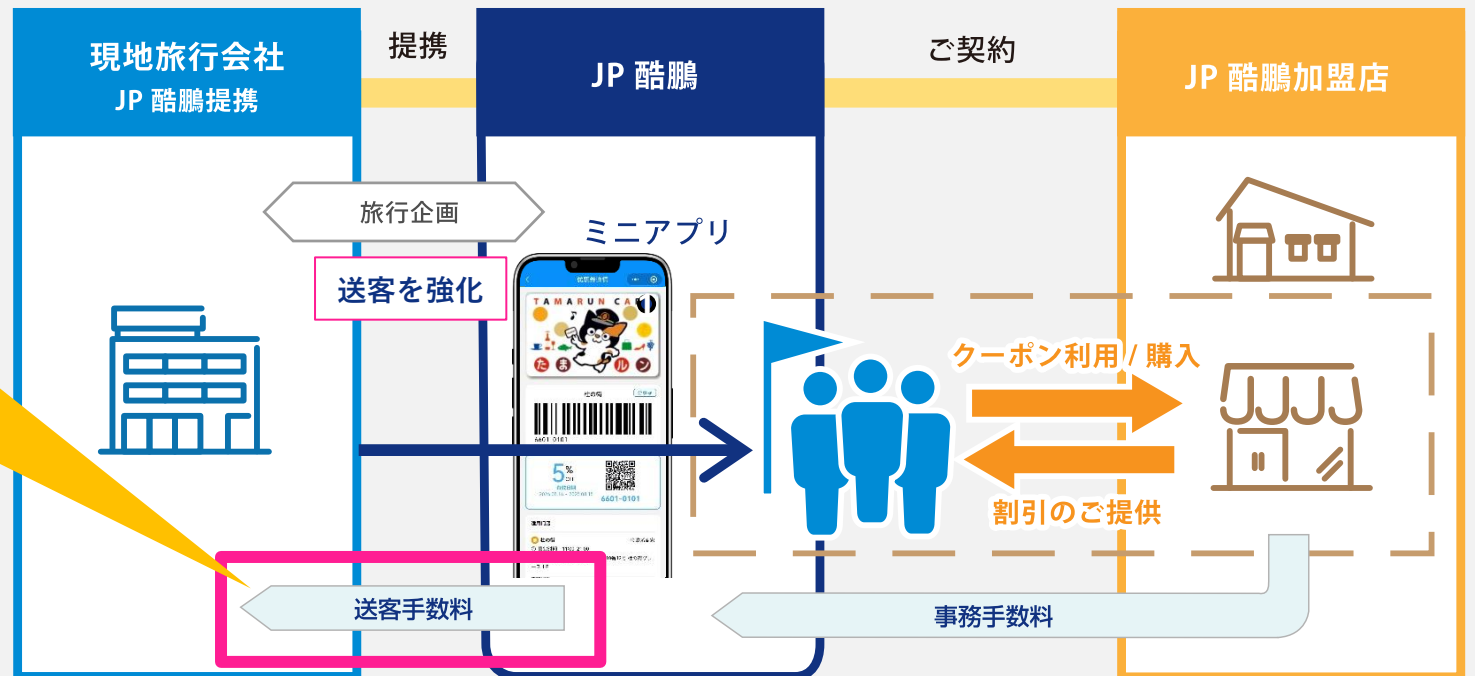 現地旅行会社
JP 酷鵬提携
提携
JP 酷鵬
ご契約
JP 酷鵬加盟店
旅行企画
送客を強化
ミニアプリ
TAMARUN CA
たまルン
6601 0101
5%
6601-0101
クーポン利用 / 購入
割引のご提供
送客手数料
事務手数料